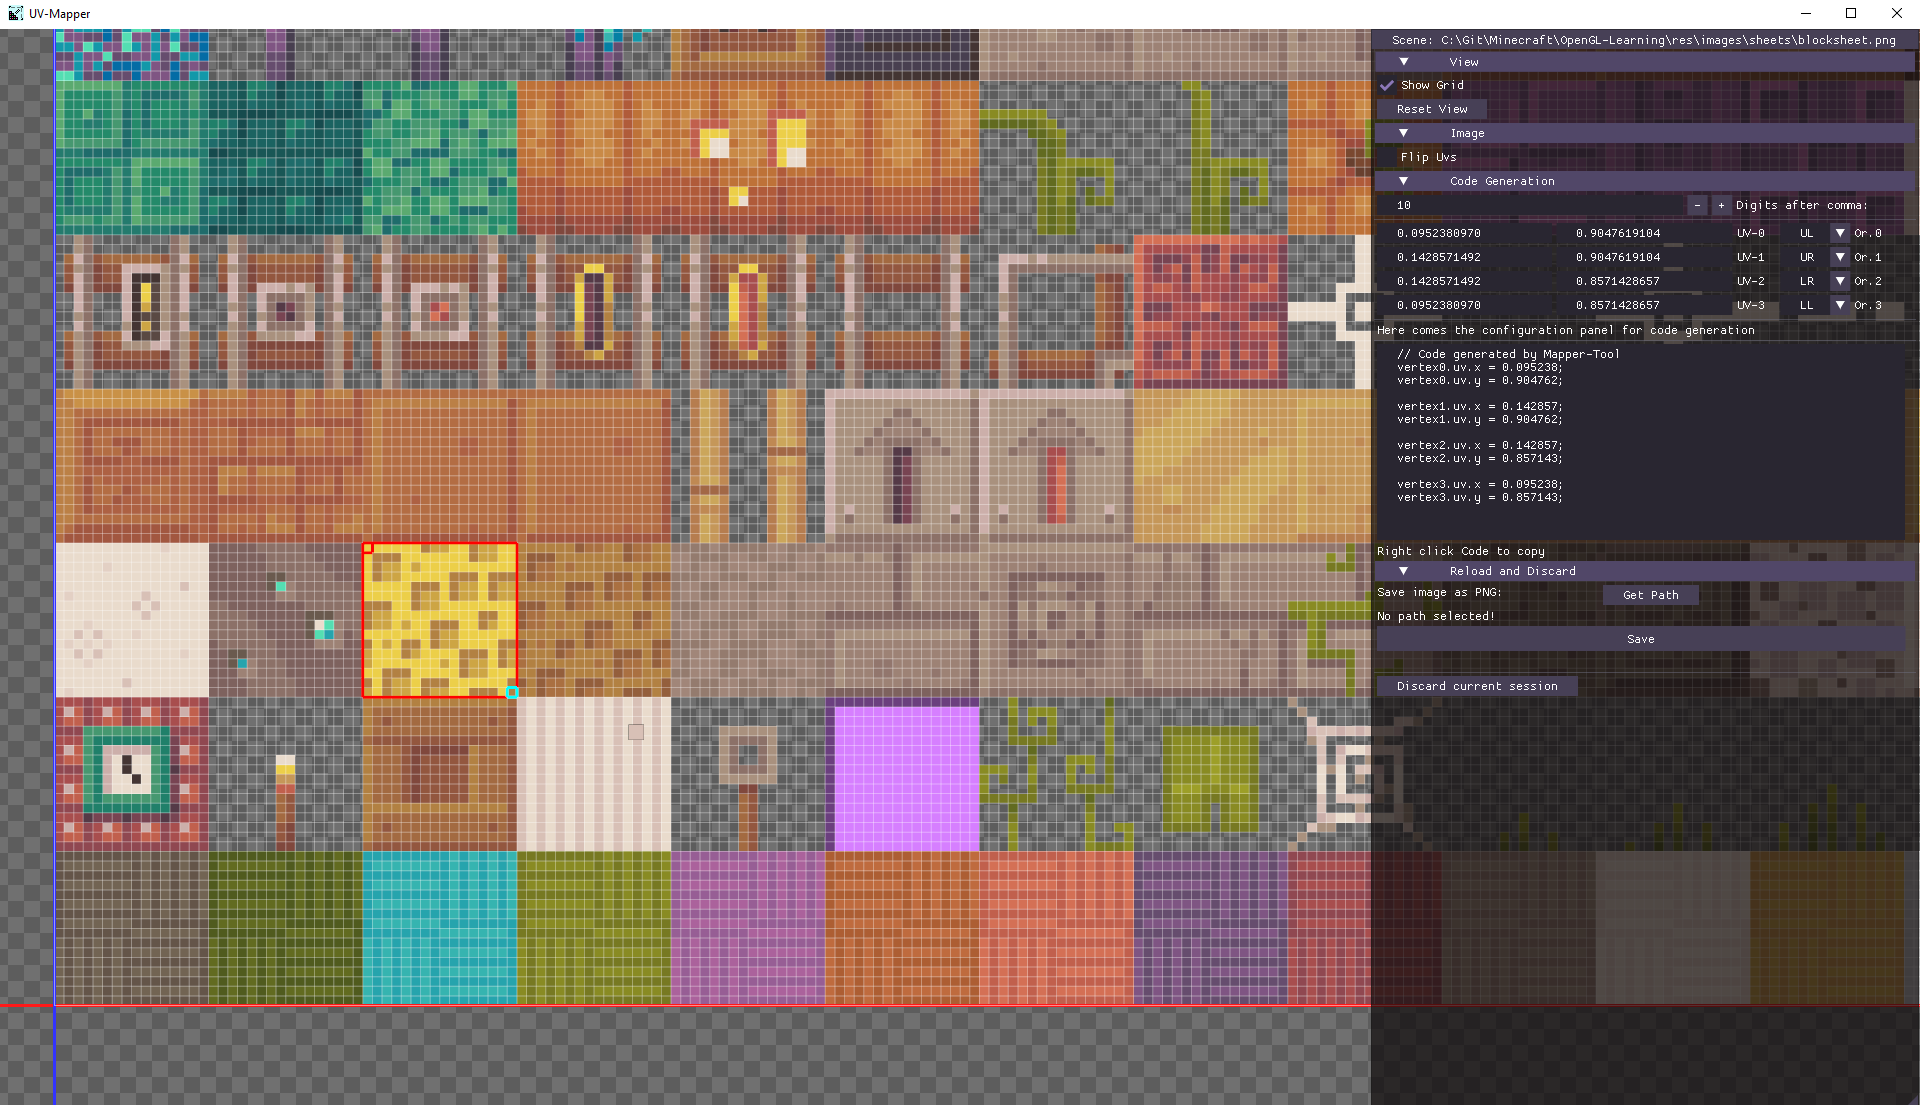 UV-Mapper
Scene: C:\Git\Minecraft\OpenGL-Learning\res\images\sheets\blocksheet.png
View
Show Grid
Reset View
Image
Flip Uvs
Code Generation
10 - + Digits after comma:
0.0952380970 0.9047619104 UV-0 UL Or.0
0.1428571492 0.9047619104 UV-1 UR Or.1
0.1428571492 0.8571428657 UV-2 LR Or.2
0.0952380970 0.8571428657 UV-3 LL Or.3
Here comes the configuration panel for code generation
// Code generated by Mapper-Tool
vertex0.uv.x = 0.095238;
vertex0.uv.y = 0.904762;
vertex1.uv.x = 0.142857;
vertex1.uv.y = 0.904762;
vertex2.uv.x = 0.142857;
vertex2.uv.y = 0.857143;
vertex3.uv.x = 0.095238;
vertex3.uv.y = 0.857143;
Right click Code to copy
Reload and Discard
Save image as PNG: Get Path
No path selected!
Save
Discard current session